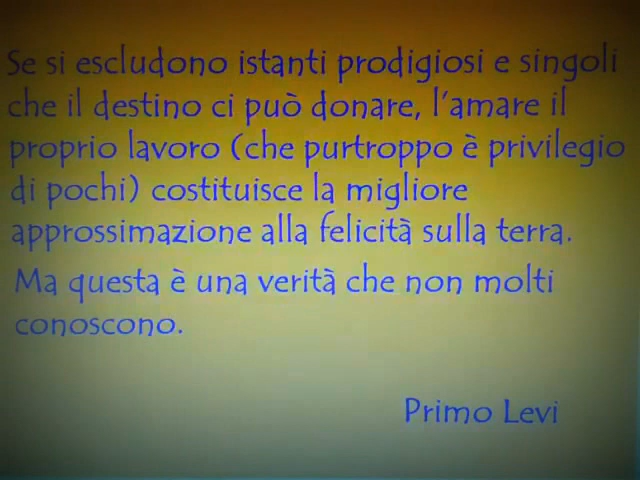 Se si escludono istanti prodigiosi e singoli
che il destino ci può donare, l'amare il
proprio lavoro (che purtroppo è privilegio
di pochi) costituisce la migliore
approssimazione alla felicità sulla terra.
Ma questa è una verità che non molti
conoscono.
Primo Levi